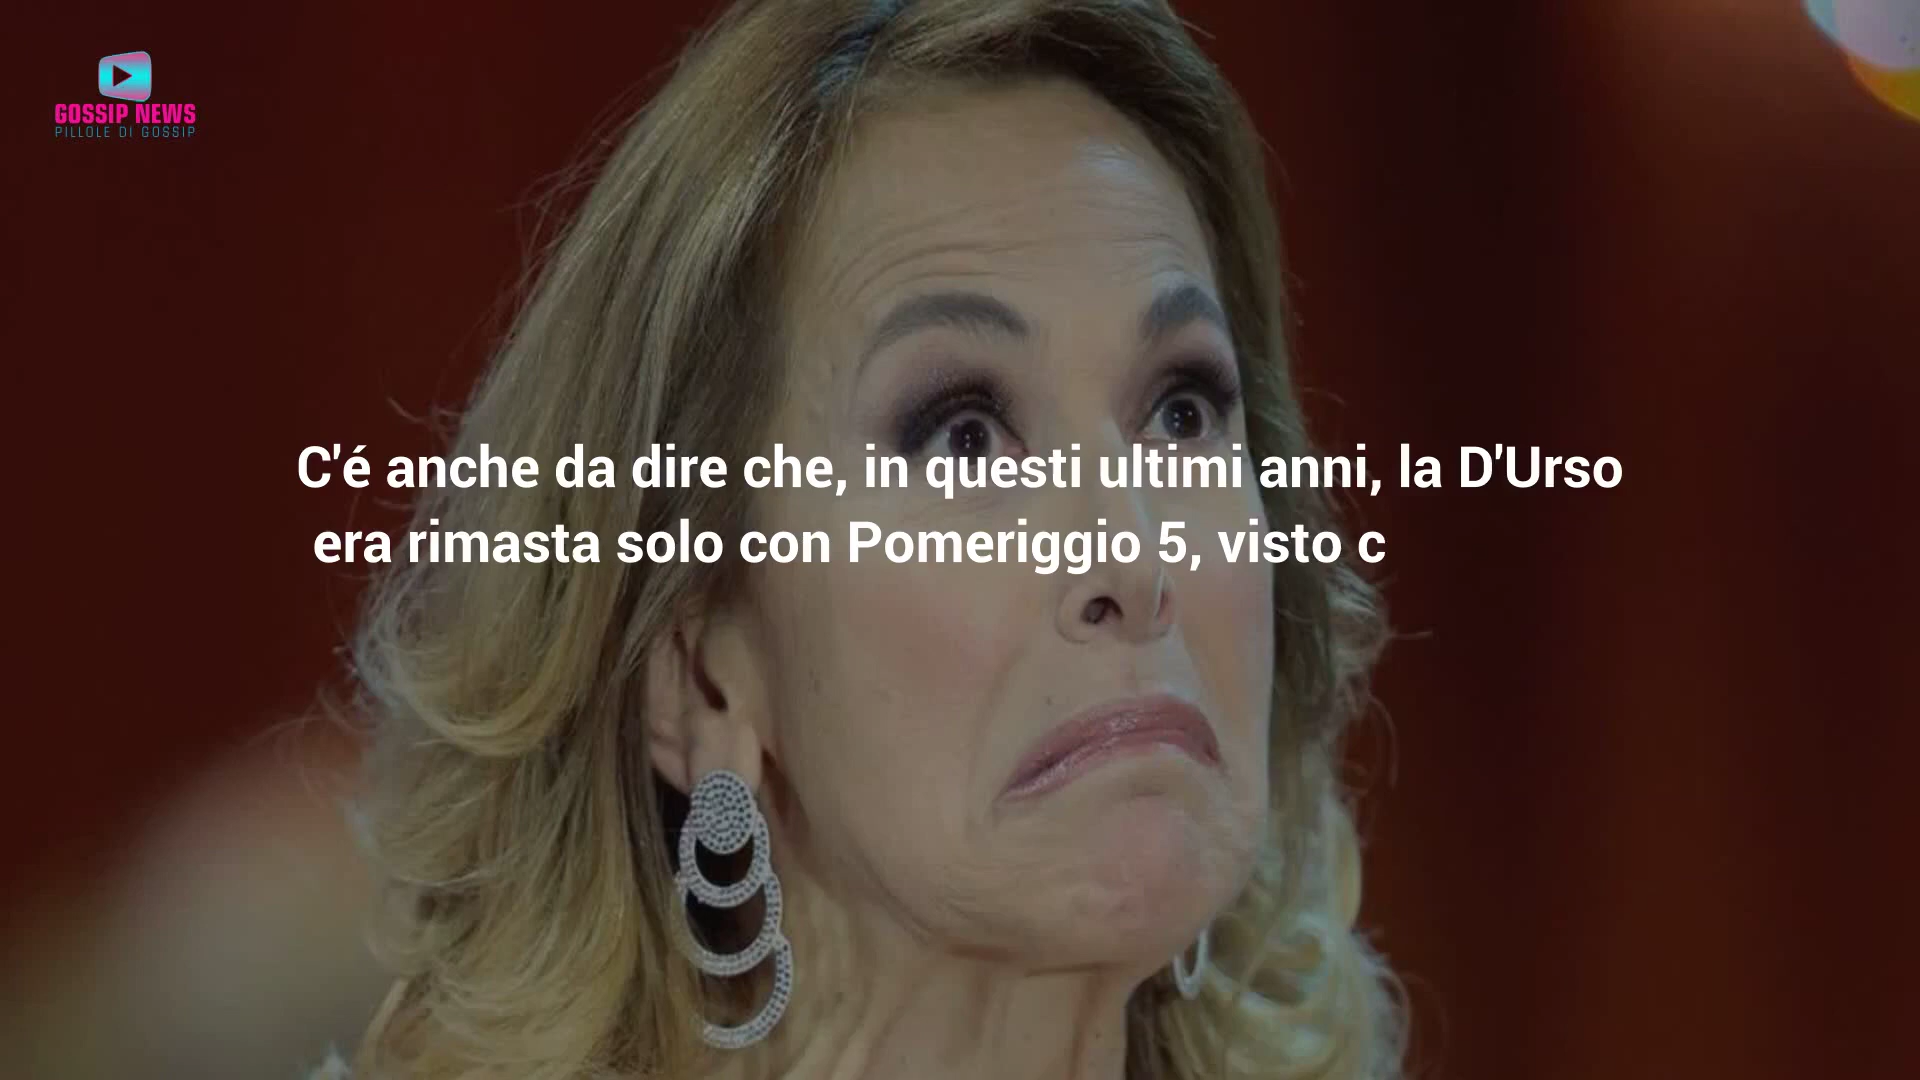 GOSSIP NEWS
PILLOLE DI GOSSIP
C'é anche da dire che, in questi ultimi anni, la D'Urso
era rimasta solo con Pomeriggio 5, visto c